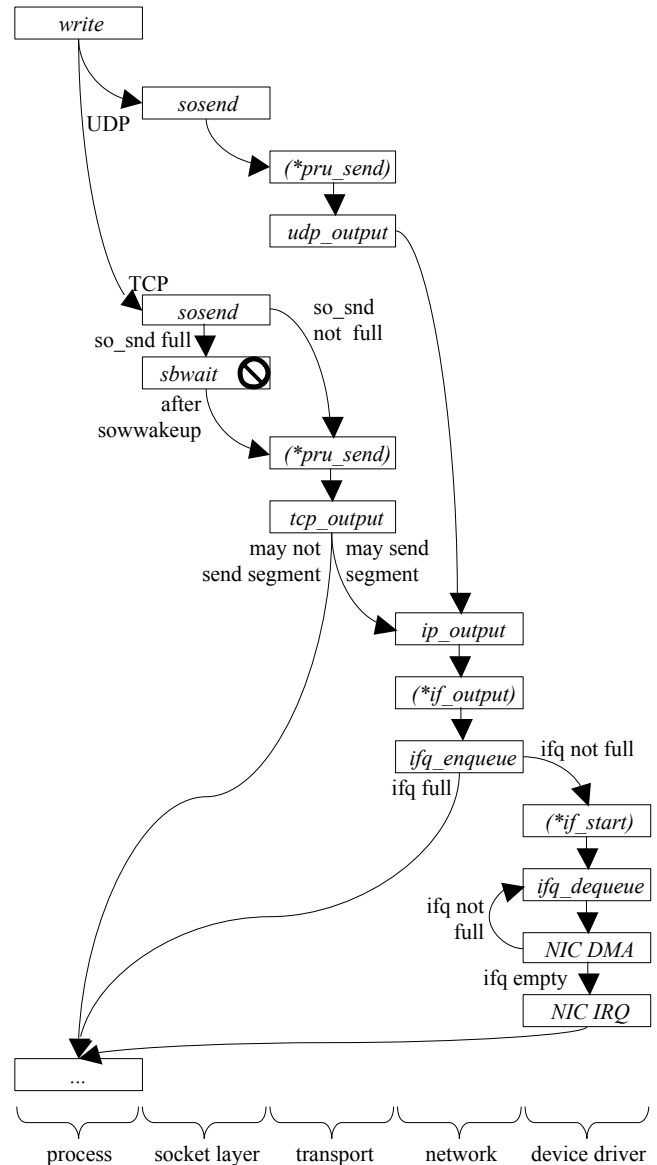 write
sosend
UDP
(*pru_send)
udp_output
TCP
sosend
so_snd
not full
so_snd full
sbwait
after
sowwakeup
(*pru_send)
tcp_output
may not
send segment
may send
segment
ip_output
(*if_output)
ifq_enqueue
ifq not full
ifq full
(*if_start)
ifq_dequeue
ifq not
full
NIC DMA
ifq empty
NIC IRQ
...
process
socket layer
transport
network
device driver